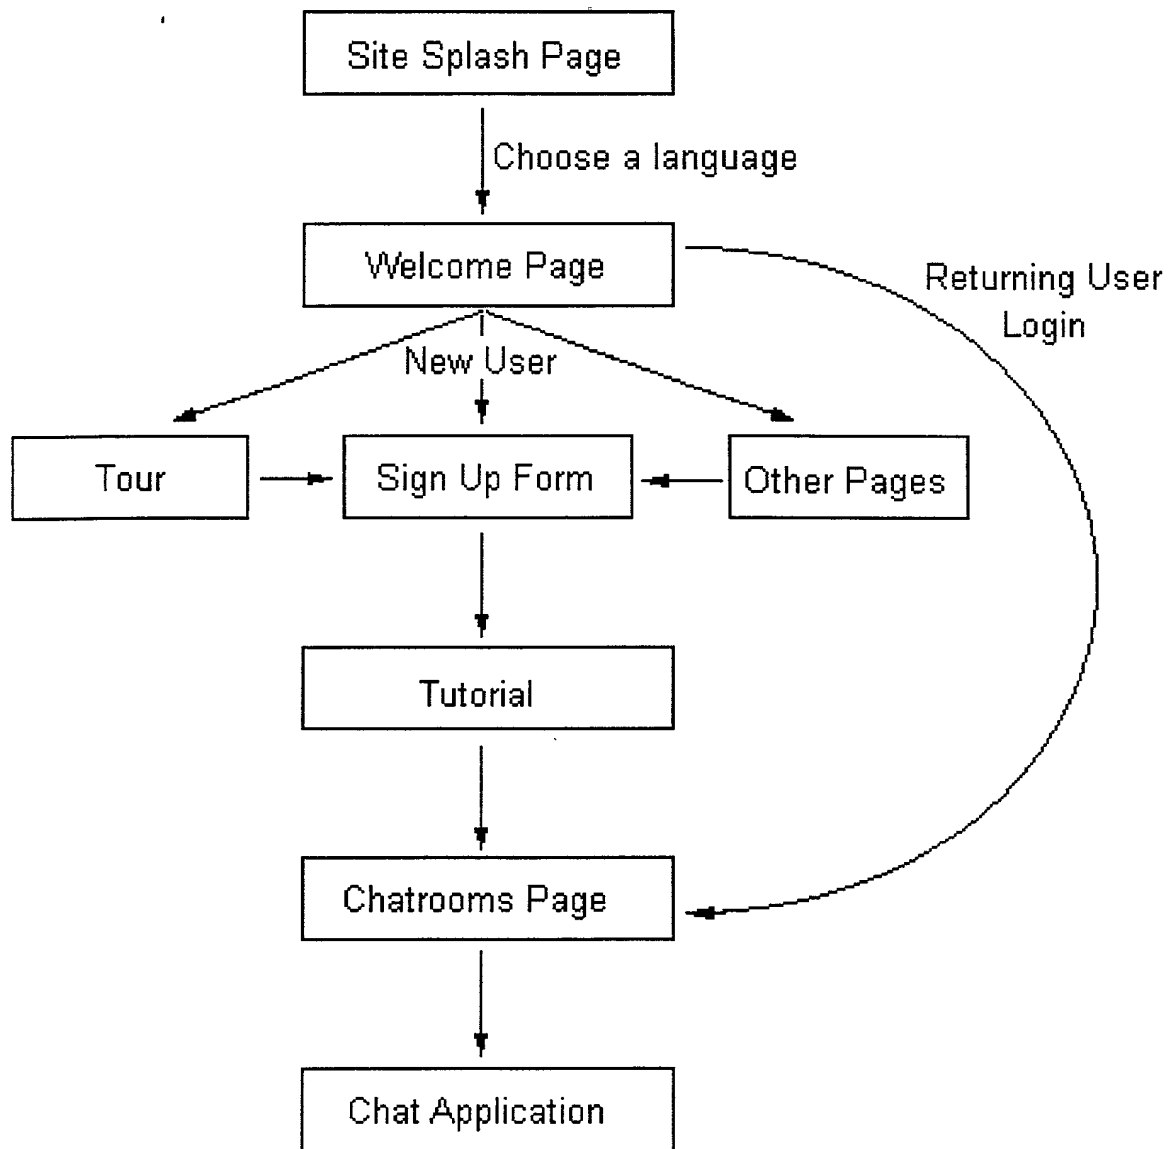 Site Splash Page
Choose a language
Welcome Page
Returning User
Login
New User
Tour
Sign Up Form
Other Pages
Tutorial
Chatrooms Page
Chat Application